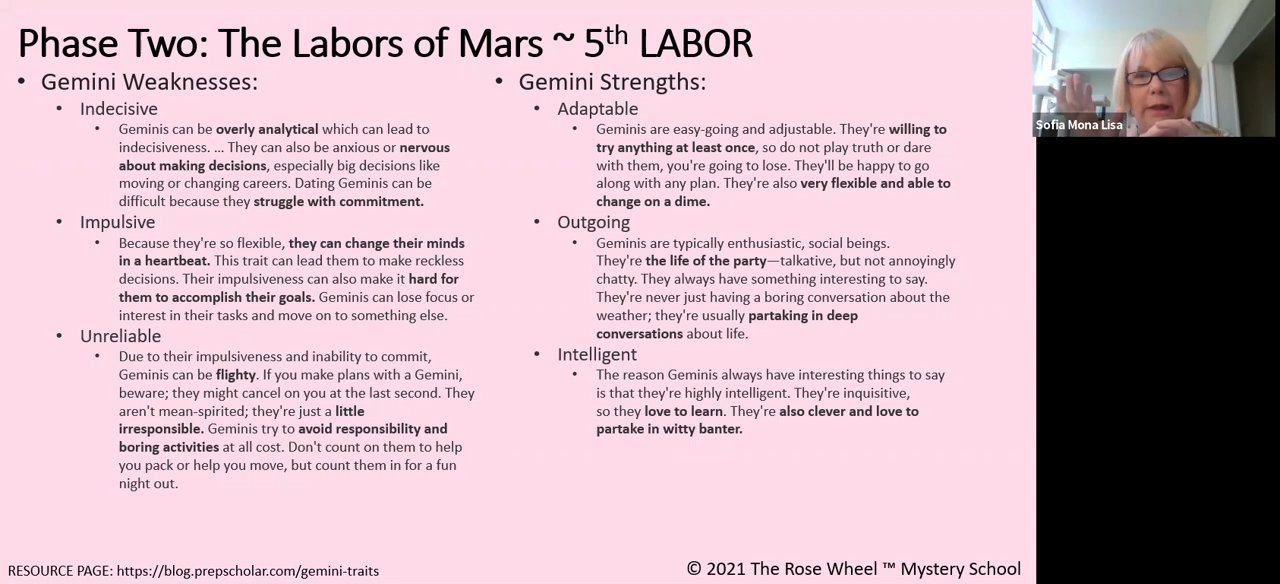 Phase Two: The Labors of Mars ~ 5th LABOR
• Gemini Weaknesses:
• Indecisive
• Geminis can be overly analytical which can lead to
indecisiveness. ... They can also be anxious or nervous
about making decisions, especially big decisions like
moving or changing careers. Dating Geminis can be
difficult because they struggle with commitment.
• Impulsive
• Because they're so flexible, they can change their minds
in a heartbeat. This trait can lead them to make reckless
decisions. Their impulsiveness can also make it hard for
them to accomplish their goals. Geminis can lose focus or
interest in their tasks and move on to something else.
• Unreliable
• Due to their impulsiveness and inability to commit,
Geminis can be flighty. If you make plans with a Gemini,
beware; they might cancel on you at the last second. They
aren't mean-spirited; they're just a little
irresponsible. Geminis try to avoid responsibility and
boring activities at all cost. Don't count on them to help
you pack or help you move, but count them in for a fun
night out.
• Gemini Strengths:
• Adaptable
• Geminis are easy-going and adjustable. They're willing to
try anything at least once, so do not play truth or dare
with them, you're going to lose. They'll be happy to go
along with any plan. They're also very flexible and able to
change on a dime.
• Outgoing
• Geminis are typically enthusiastic, social beings.
They're the life of the party—talkative, but not annoyingly
chatty. They always have something interesting to say.
They're never just having a boring conversation about the
weather; they're usually partaking in deep
conversations about life.
• Intelligent
• The reason Geminis always have interesting things to say
is that they're highly intelligent. They're inquisitive,
so they love to learn. They're also clever and love to
partake in witty banter.
Sofia Mona Lisa
RESOURCE PAGE: https://blog.prepscholar.com/gemini-traits
© 2021 The Rose Wheel ™ Mystery School